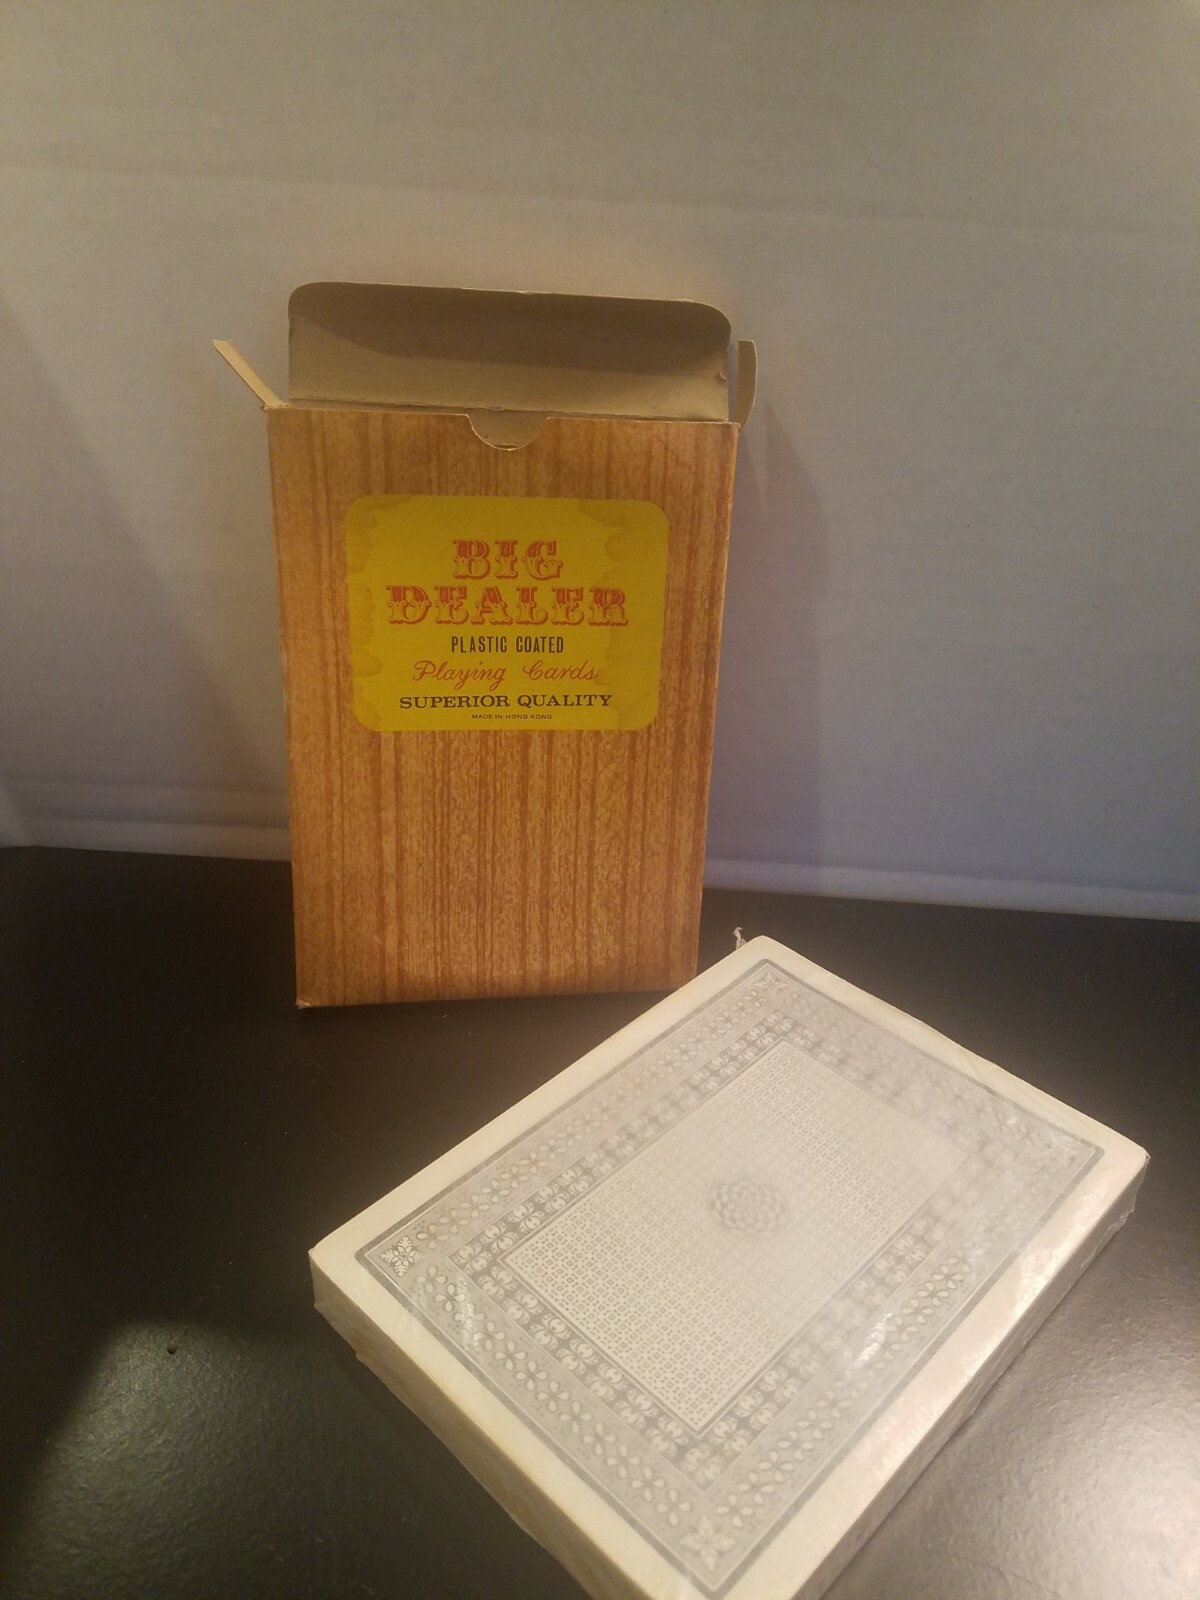 BIG
DEALER
PLASTIC COATED
Playing Cards
SUPERIOR QUALITY
MADE IN HONG KONG